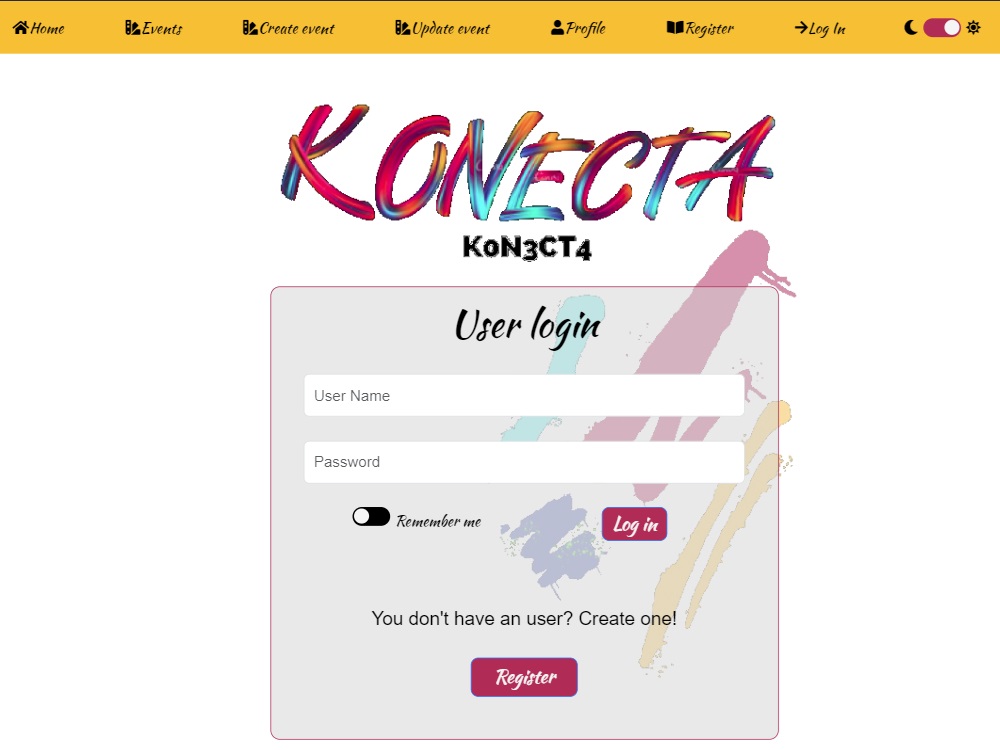 Home Events Create event Update event Profile Register Log In
KONECTA
K0N3CT4
User login
User Name
Password
Remember me Log in
You don't have an user? Create one!
Register